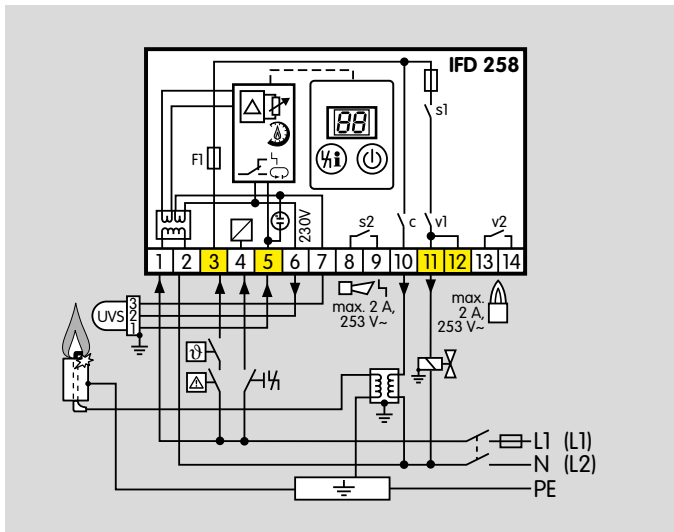 IFD 258
s1
88
F1
230V
s2
c
v1
v2
1 2 3 4 5 6 7 8 9 10 11 12 13 14
UVS
3
2
1
max. 2 A,
253 V~
max.
2 A,
253 V~
ϑ
L1 (L1)
N (L2)
PE